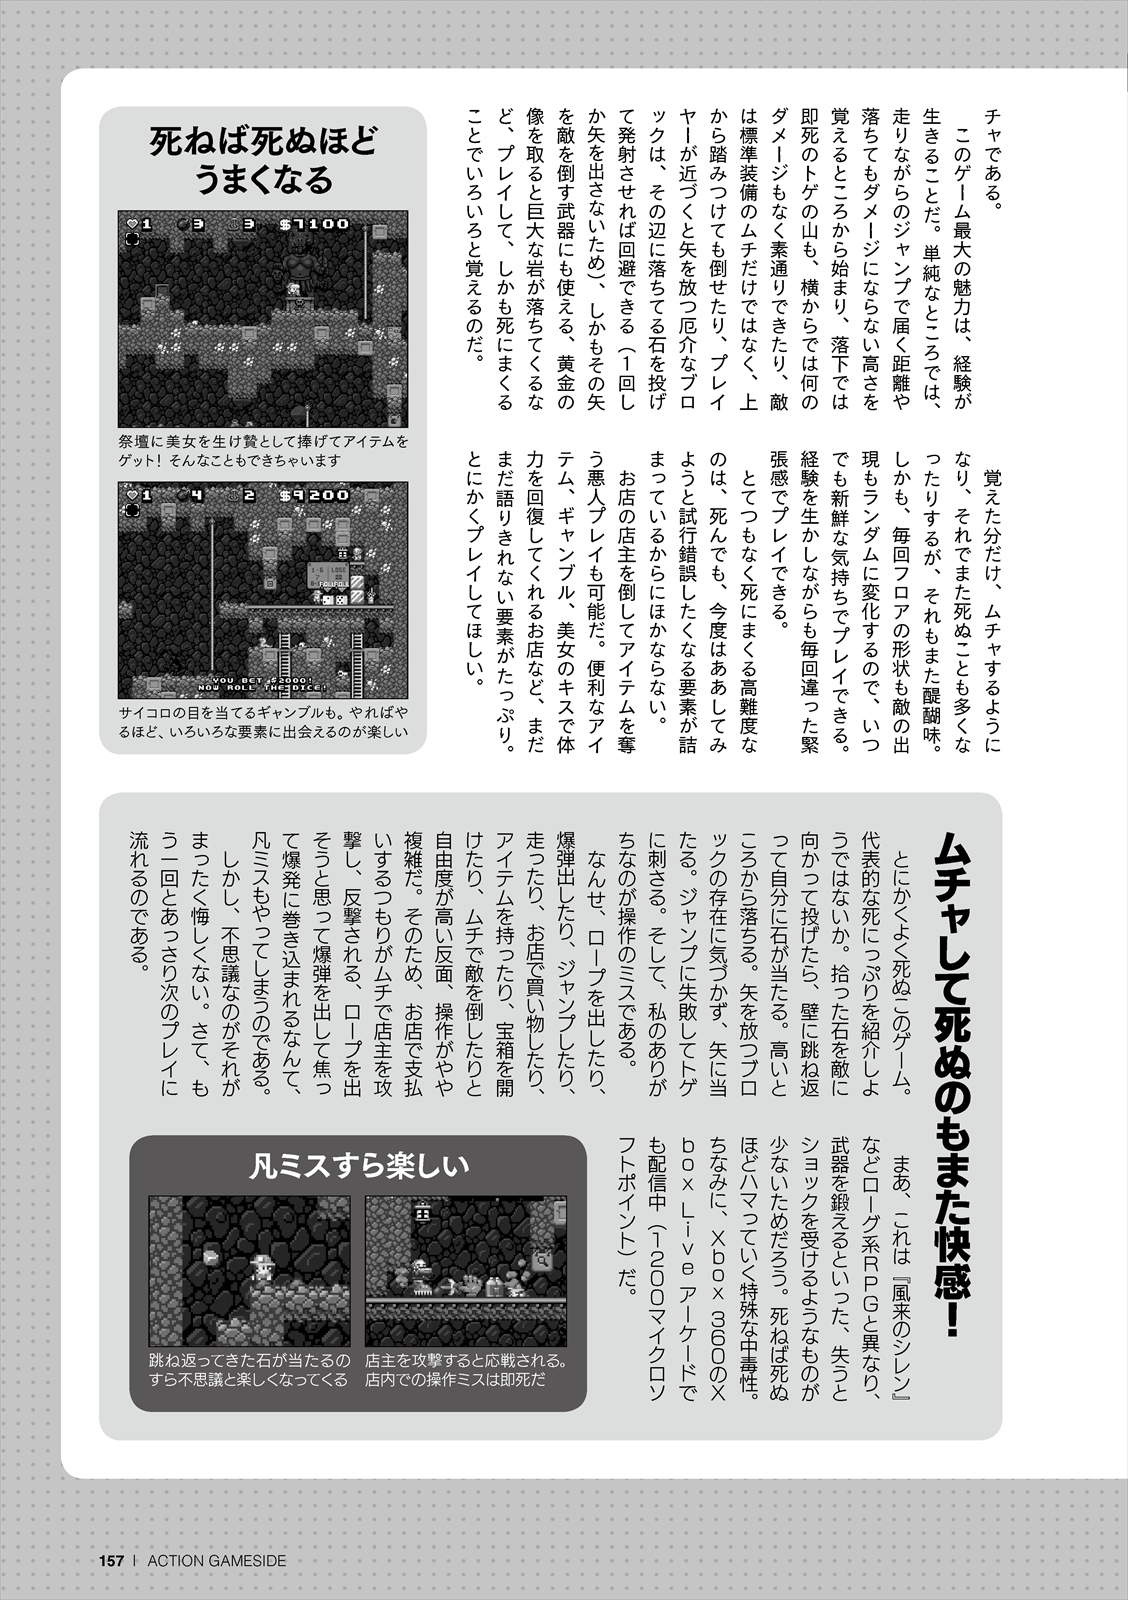 チャである。
　このゲーム最大の魅力は、経験が
生きることだ。単純なところでは、
走りながらのジャンプで届く距離や
落ちてもダメージにならない高さを
覚えるところから始まり、落下では
即死のトゲの山も、横からでは何の
ダメージもなく素通りできたり、敵
は標準装備のムチだけではなく、上
から踏みつけても倒せたり、プレイ
ヤーが近づくと矢を放つ厄介なブロ
ックは、その辺に落ちてる石を投げ
て発射させれば回避できる（1回し
か矢を出さないため）、しかもその矢
を敵を倒す武器にも使える、黄金の
像を取ると巨大な岩が落ちてくるな
ど、プレイして、しかも死にまくる
ことでいろいろと覚えるのだ。
　覚えた分だけ、ムチャするように
なり、それでまた死ぬことも多くな
ったりするが、それもまた醍醐味。
しかも、毎回フロアの形状も敵の出
現もランダムに変化するので、いつ
でも新鮮な気持ちでプレイできる。
経験を生かしながらも毎回違った緊
張感でプレイできる。
　とてつもなく死にまくる高難度な
のは、死んでも、今度はああしてみ
ようと試行錯誤したくなる要素が詰
まっているからにほかならない。
　お店の店主を倒してアイテムを奪
う悪人プレイも可能だ。便利なアイ
テム、ギャンブル、美女のキスで体
力を回復してくれるお店など、まだ
まだ語りきれない要素がたっぷり。
とにかくプレイしてほしい。
死ねば死ぬほど
うまくなる
1 3 3 $7100
祭壇に美女を生け贄として捧げてアイテムを
ゲット！そんなこともできちゃいます
1 4 2 $9200
YOU BET $2000!
NOW ROLL THE DICE!
サイコロの目を当てるギャンブルも。やればや
るほど、いろいろな要素に出会えるのが楽しい
ムチャして死ぬのもまた快感！
　とにかくよく死ぬこのゲーム。
代表的な死にっぷりを紹介しよ
うではないか。拾った石を敵に
向かって投げたら、壁に跳ね返
って自分に石が当たる。高いと
ころから落ちる。矢を放つブロ
ックの存在に気づかず、矢に当
たる。ジャンプに失敗してトゲ
に刺さる。そして、私のありが
ちなのが操作のミスである。
　なんせ、ロープを出したり、
爆弾出したり、ジャンプしたり、
走ったり、お店で買い物したり、
アイテムを持ったり、宝箱を開
けたり、ムチで敵を倒したりと
自由度が高い反面、操作がやや
複雑だ。そのため、お店で支払
いするつもりがムチで店主を攻
撃し、反撃される、ロープを出
そうと思って爆弾を出して焦っ
て爆発に巻き込まれるなんて、
凡ミスもやってしまうのである。
　しかし、不思議なのがそれが
まったく悔しくない。さて、も
う一回とあっさり次のプレイに
流れるのである。
　まあ、これは『風来のシレン』
などローグ系RPGと異なり、
武器を鍛えるといった、失うと
ショックを受けるようなものが
少ないためだろう。死ねば死ぬ
ほどハマっていく特殊な中毒性。
ちなみに、Xbox 360のX
box Liveアーケードで
も配信中（1200マイクロソ
フトポイント）だ。
凡ミスすら楽しい
跳ね返ってきた石が当たるの
すら不思議と楽しくなってくる
店主を攻撃すると応戦される。
店内での操作ミスは即死だ
157 | ACTION GAMESIDE